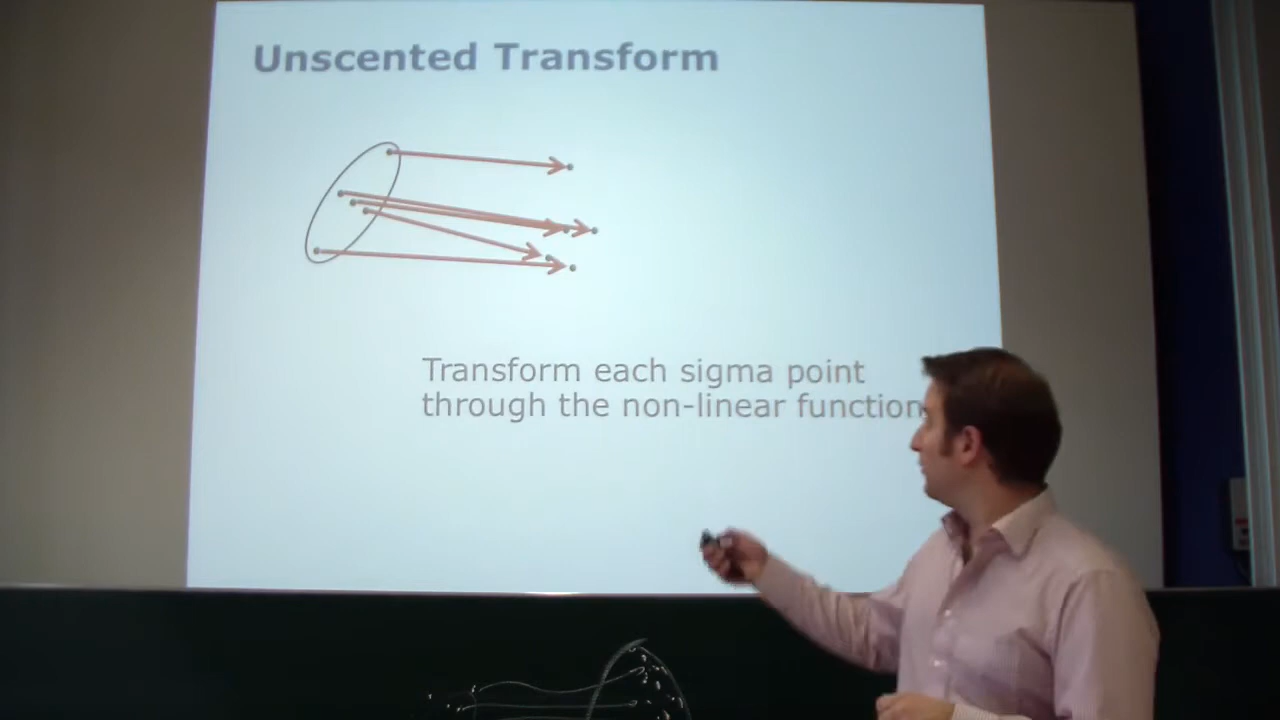 Unscented Transform
Transform each sigma point
through the non-linear function